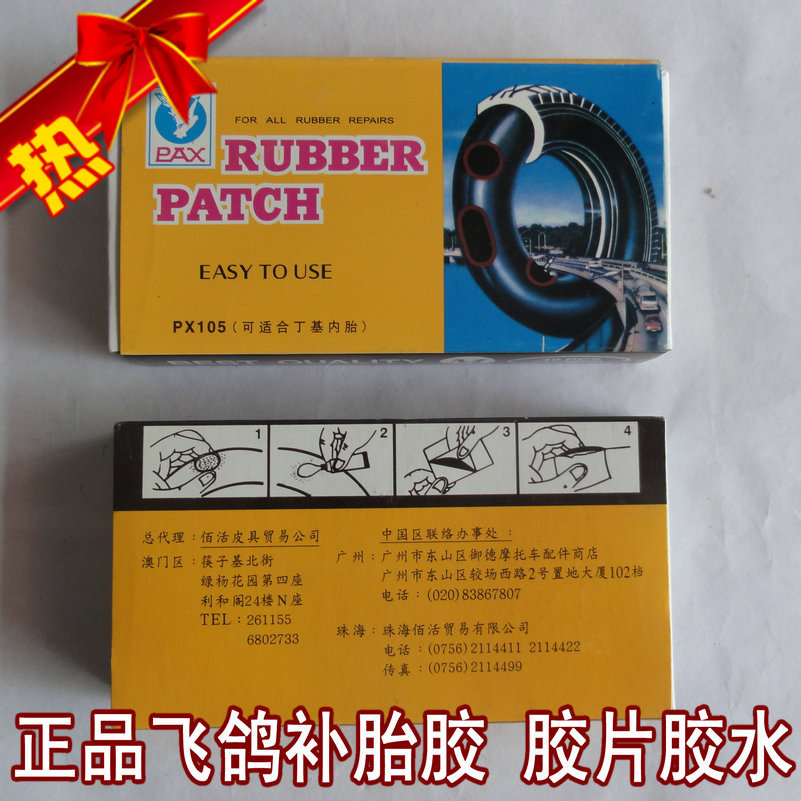 热
PAX
FOR ALL RUBBER REPAIRS
RUBBER
PATCH
EASY TO USE
PX105(可适合丁基内胎)
BEST QUALITY
1
2
3
4
总代理：佰活皮具贸易公司
澳门区：筷子基北街
绿杨花园第四座
利和阁24楼N座
TEL：261155
6802733
中国区联络办事处：
广州：广州市东山区御德摩托车配件商店
广州市东山区较场西路2号置地大厦102档
电话：(020)83867807
珠海：珠海佰活贸易有限公司
电话：(0756)2114411 2114422
传真：(0756)2114499
正品飞鸽补胎胶 胶片胶水